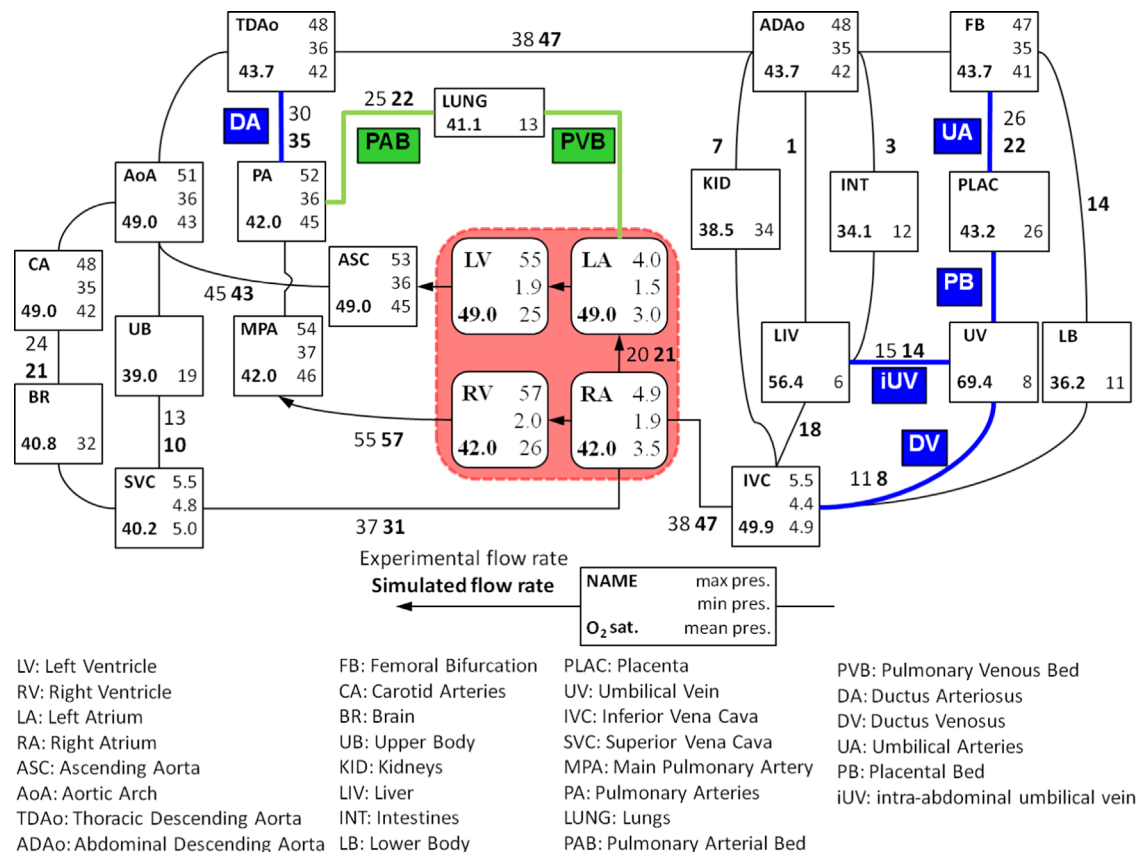 TDAo 48
36
43.7 42
38 47
ADAo 48
35
43.7 42
FB 47
35
43.7 41
DA
30
35
25 22
LUNG
41.1 13
PAB
PVB
7
1
3
UA
26
22
AoA 51
36
49.0 43
PA 52
36
42.0 45
KID
38.5 34
INT
34.1 12
PLAC
43.2 26
14
CA 48
35
49.0 42
45 43
ASC 53
36
49.0 45
LV 55
1.9
49.0 25
LA 4.0
1.5
49.0 3.0
PB
UB
39.0 19
MPA 54
37
42.0 46
20 21
LIV
56.4 6
15 14
iUV
UV
69.4 8
LB
36.2 11
24
21
BR
40.8 32
13
10
55 57
RV 57
2.0
42.0 26
RA 4.9
1.9
42.0 3.5
18
DV
11 8
SVC 5.5
4.8
40.2 5.0
37 31
38 47
IVC 5.5
4.4
49.9 4.9
Experimental flow rate
Simulated flow rate
NAME max pres.
min pres.
O2 sat. mean pres.
LV: Left Ventricle
RV: Right Ventricle
LA: Left Atrium
RA: Right Atrium
ASC: Ascending Aorta
AoA: Aortic Arch
TDAo: Thoracic Descending Aorta
ADAo: Abdominal Descending Aorta
FB: Femoral Bifurcation
CA: Carotid Arteries
BR: Brain
UB: Upper Body
KID: Kidneys
LIV: Liver
INT: Intestines
LB: Lower Body
PLAC: Placenta
UV: Umbilical Vein
IVC: Inferior Vena Cava
SVC: Superior Vena Cava
MPA: Main Pulmonary Artery
PA: Pulmonary Arteries
LUNG: Lungs
PAB: Pulmonary Arterial Bed
PVB: Pulmonary Venous Bed
DA: Ductus Arteriosus
DV: Ductus Venosus
UA: Umbilical Arteries
PB: Placental Bed
iUV: intra-abdominal umbilical vein